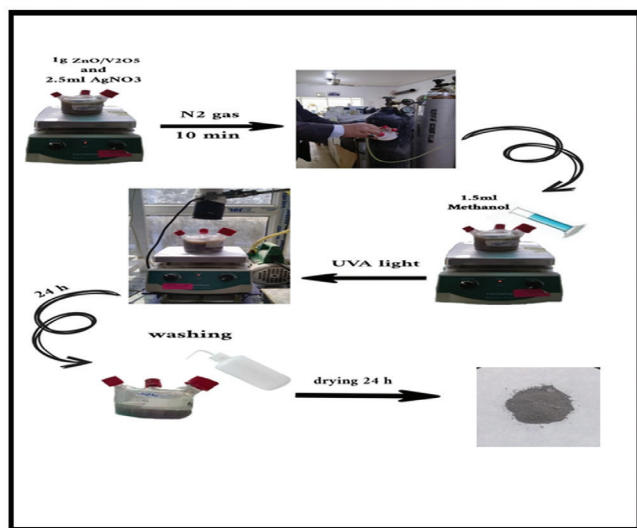 1g ZnO/V2O5
and
2.5ml AgNO3
N2 gas
10 min
1.5ml
Methanol
UVA light
24 h
washing
drying 24 h